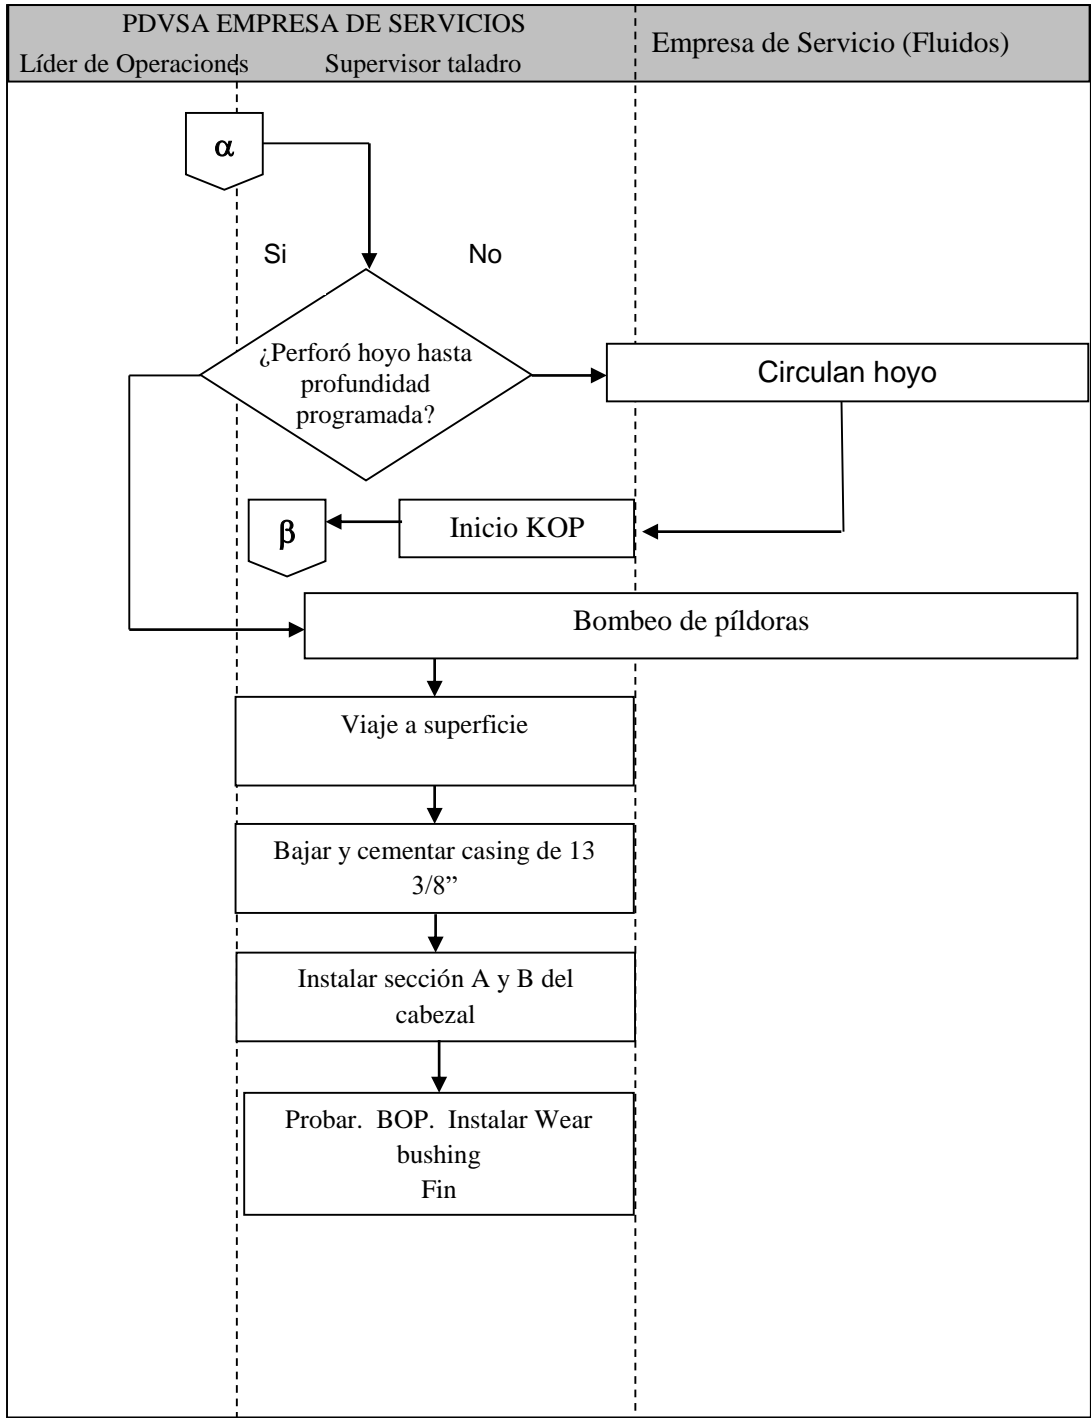 PDVSA EMPRESA DE SERVICIOS
Líder de Operaciones
Supervisor taladro
Empresa de Servicio (Fluidos)
α
Si
No
¿Perforó hoyo hasta
profundidad
programada?
Circulan hoyo
Inicio KOP
β
Bombeo de píldoras
Viaje a superficie
Bajar y cementar casing de 13
3/8”
Instalar sección A y B del
cabezal
Probar. BOP. Instalar Wear
bushing
Fin